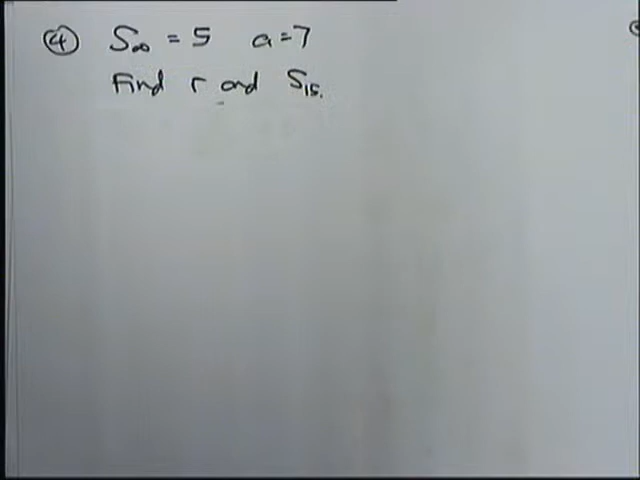 ④ S∞ = 5 a = 7
Find r and S₁₅.